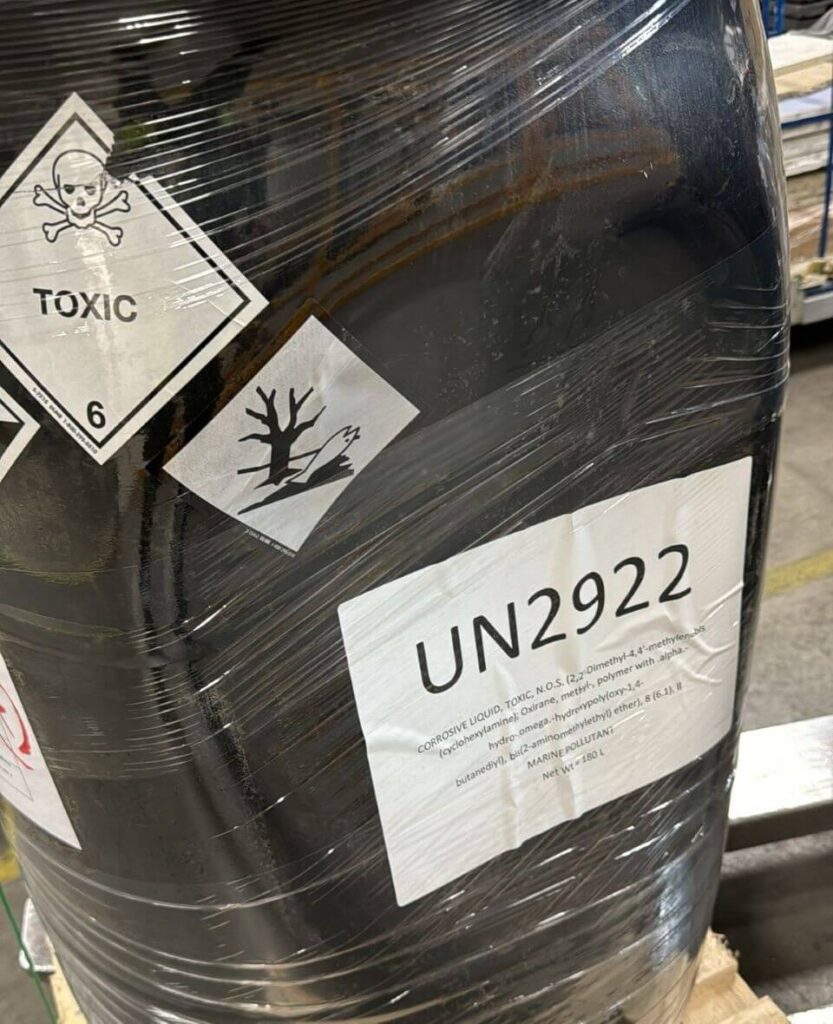 TOXIC
6
UN2922
CORROSIVE LIQUID, TOXIC, N.O.S. (2,2'-Dimethyl-4,4'-methylenebis
(cyclohexylamine); Oxirane, methyl-, polymer with .alpha.-
hydro-.omega.-hydroxypoly(oxy-1,4-
butanediyl), bis(2-aminomethylethyl) ether), 8 (6.1), II
MARINE POLLUTANT
Net Wt = 180 L